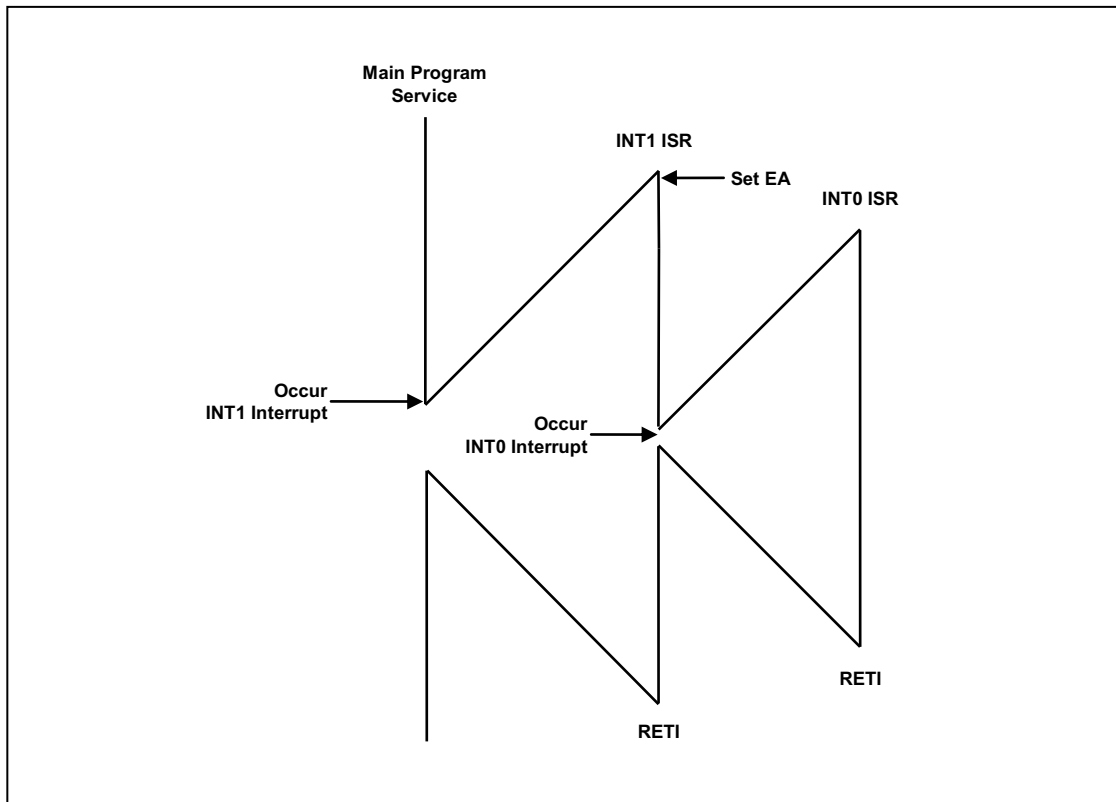 Main Program
Service
INT1 ISR
Set EA
INT0 ISR
Occur
INT1 Interrupt
Occur
INT0 Interrupt
RETI
RETI